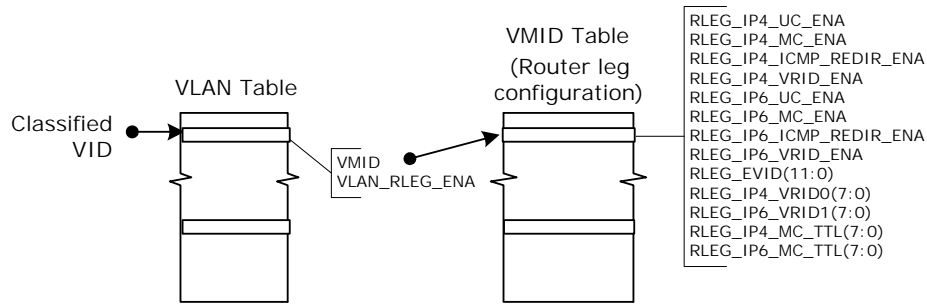 Classified
VID
VLAN Table
VMID
VLAN_RLEG_ENA
VMID Table
(Router leg
configuration)
RLEG_IP4_UC_ENA
RLEG_IP4_MC_ENA
RLEG_IP4_ICMP_REDIR_ENA
RLEG_IP4_VRID_ENA
RLEG_IP6_UC_ENA
RLEG_IP6_MC_ENA
RLEG_IP6_ICMP_REDIR_ENA
RLEG_IP6_VRID_ENA
RLEG_EVID(11:0)
RLEG_IP4_VRID0(7:0)
RLEG_IP6_VRID1(7:0)
RLEG_IP4_MC_TTL(7:0)
RLEG_IP6_MC_TTL(7:0)